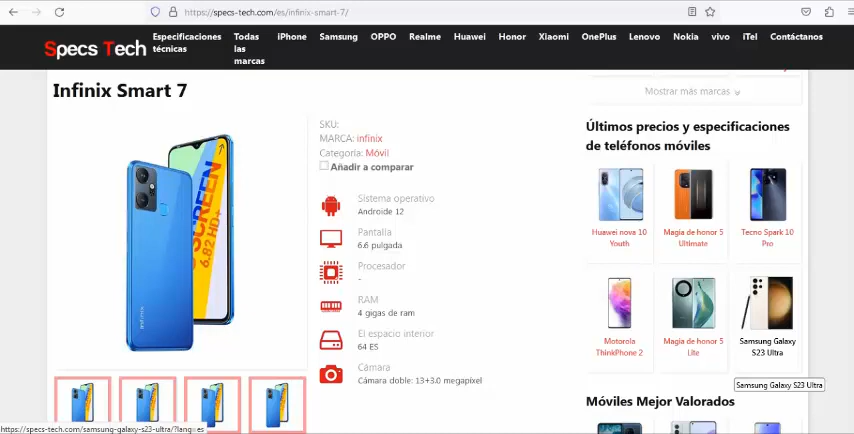 https://specs-tech.com/es/infinix-smart-7/
Specs Tech
Especificaciones técnicas
Todas las marcas
iPhone
Samsung
OPPO
Realme
Huawei
Honor
Xiaomi
OnePlus
Lenovo
Nokia
vivo
iTel
Contáctanos
Infinix Smart 7
SCREEN
6.82 HD+
infinix
SKU:
MARCA: infinix
Categoría: Móvil
Añadir a comparar
Sistema operativo
Androide 12
Pantalla
6.6 pulgada
Procesador
-
RAM
4 gigas de ram
El espacio interior
64 ES
Cámara
Cámara doble: 13+3.0 megapíxel
Mostrar más marcas
Últimos precios y especificaciones
de teléfonos móviles
Huawei nova 10
Youth
Magia de honor 5
Ultimate
Tecno Spark 10
Pro
Motorola
ThinkPhone 2
Magia de honor 5
Lite
Samsung Galaxy
S23 Ultra
Samsung Galaxy S23 Ultra
Móviles Mejor Valorados
https://specs-tech.com/samsung-galaxy-s23-ultra/?lang=es